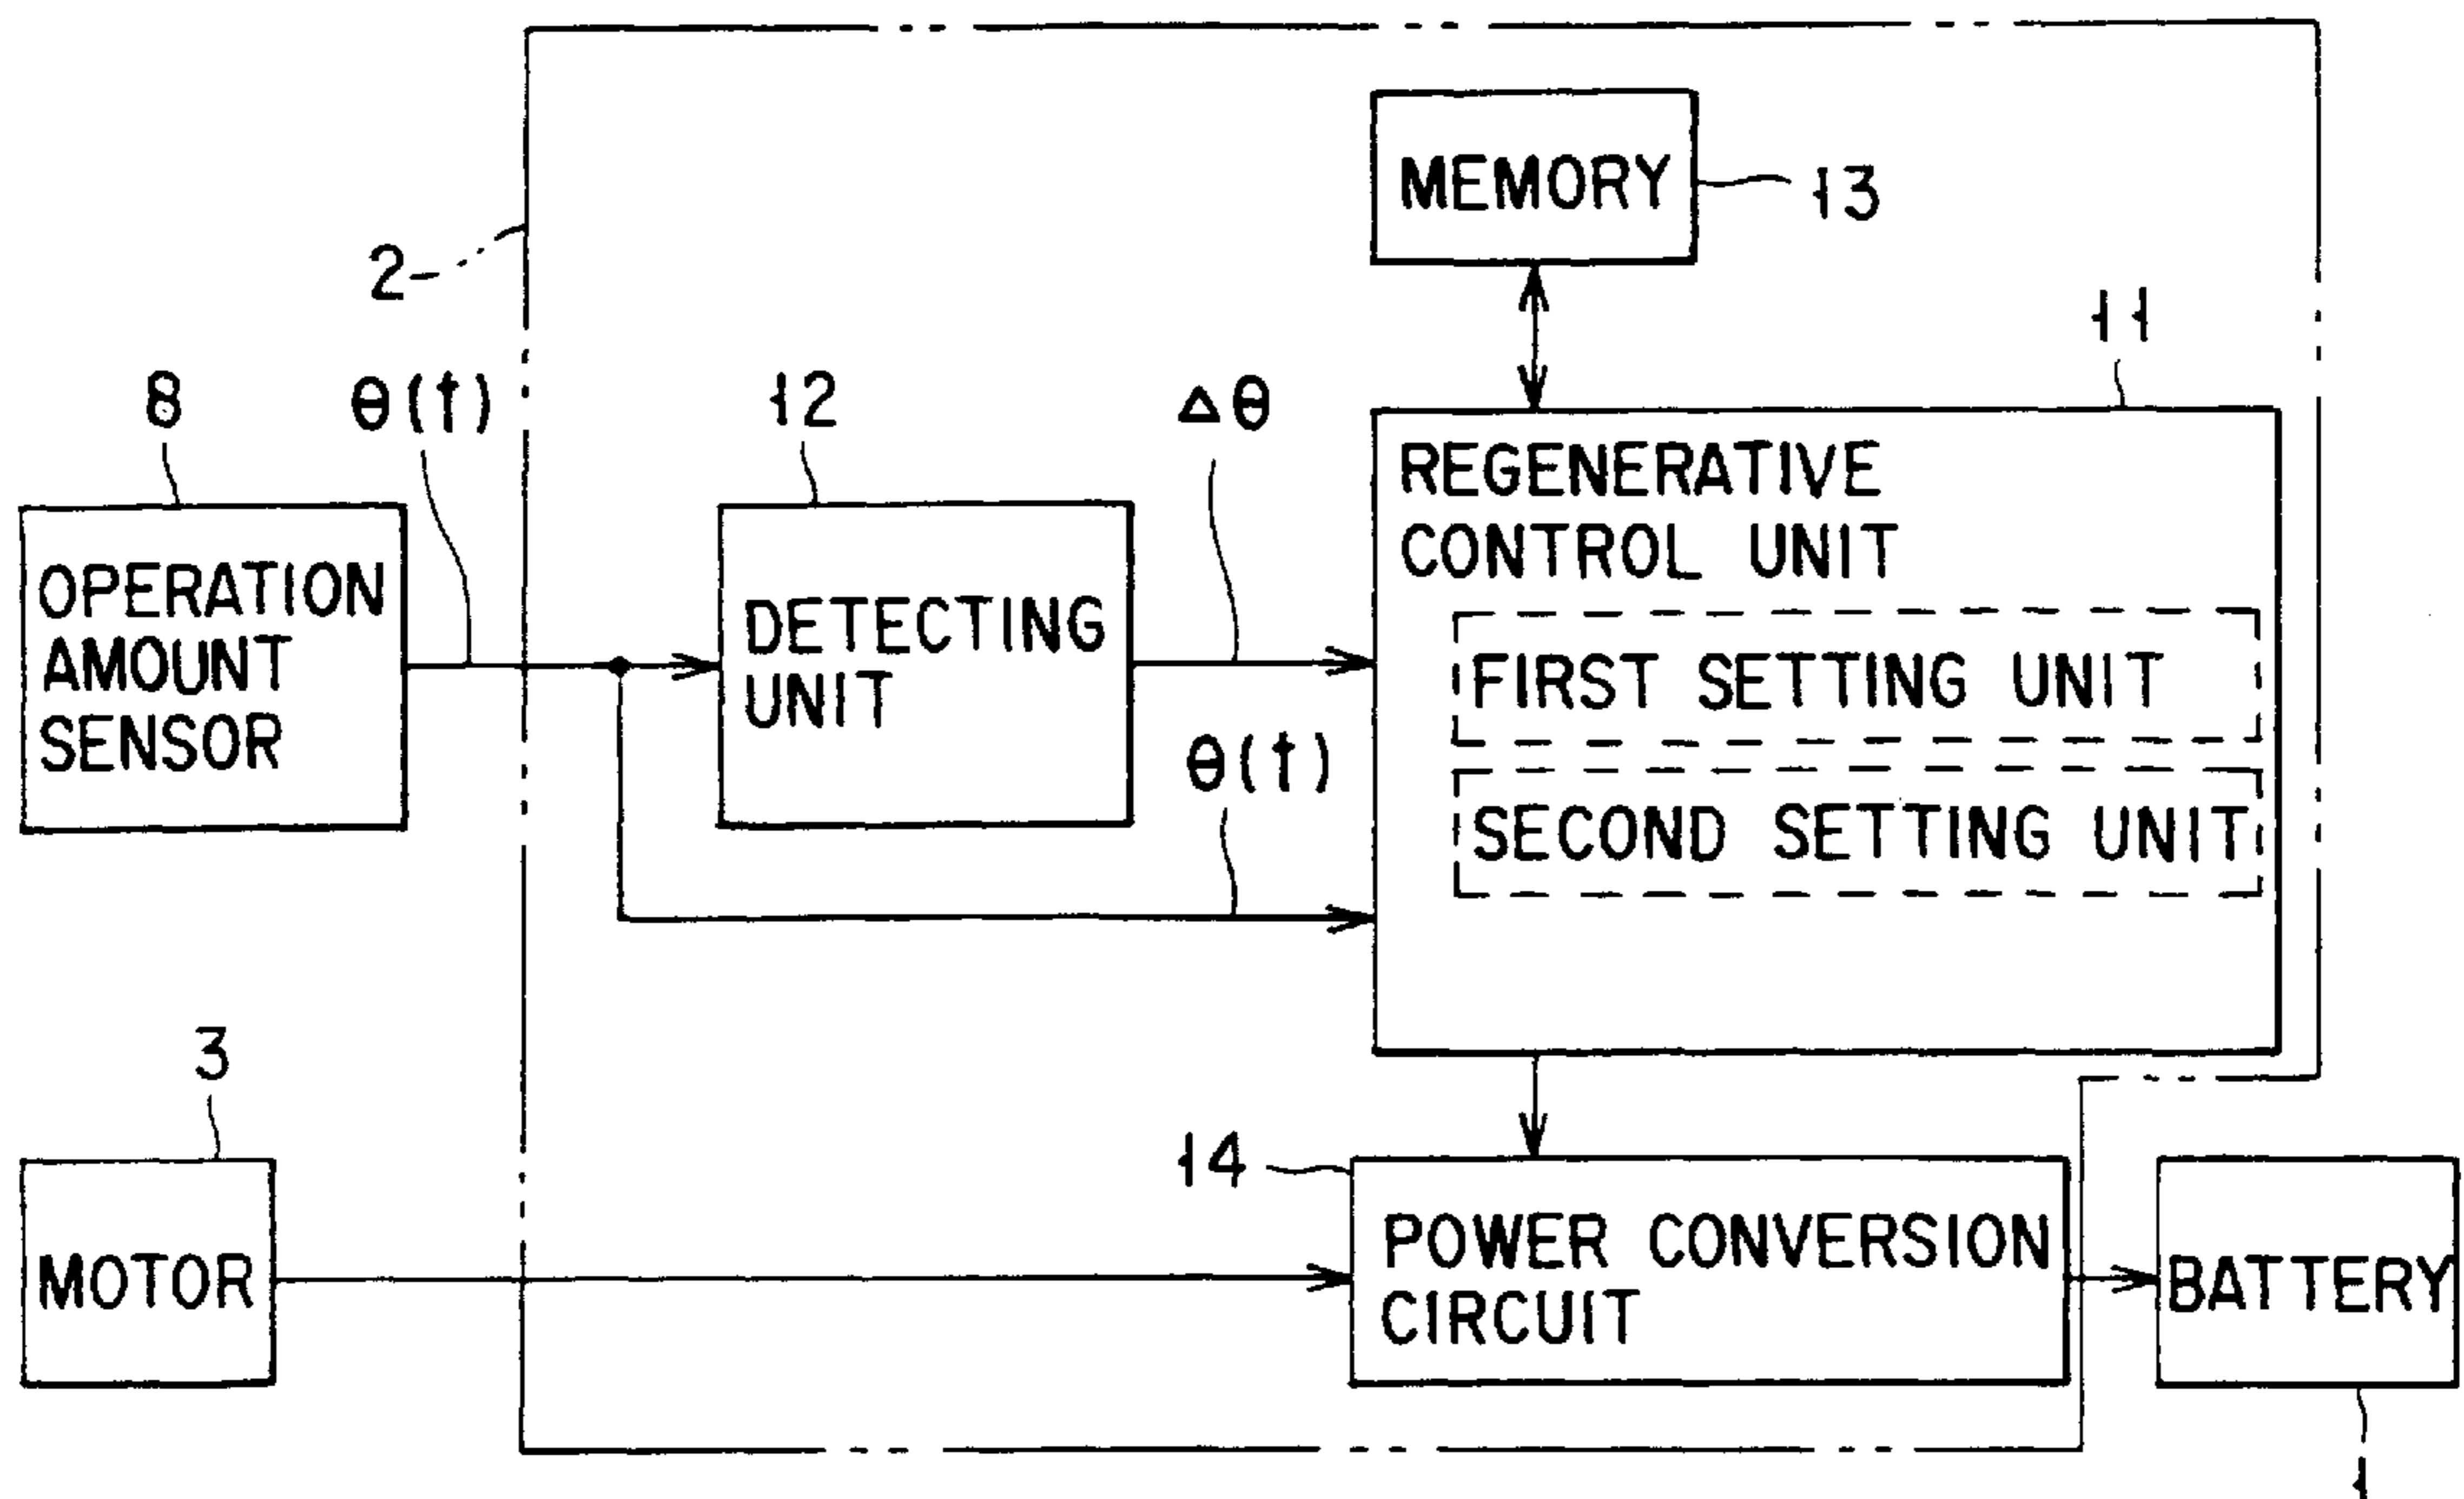 MEMORY
13
2
11
8
θ(t)
12
Δθ
REGENERATIVE
CONTROL UNIT
OPERATION
AMOUNT
SENSOR
DETECTING
UNIT
FIRST SETTING UNIT
θ(t)
SECOND SETTING UNIT
3
14
MOTOR
POWER CONVERSION
CIRCUIT
BATTERY
1